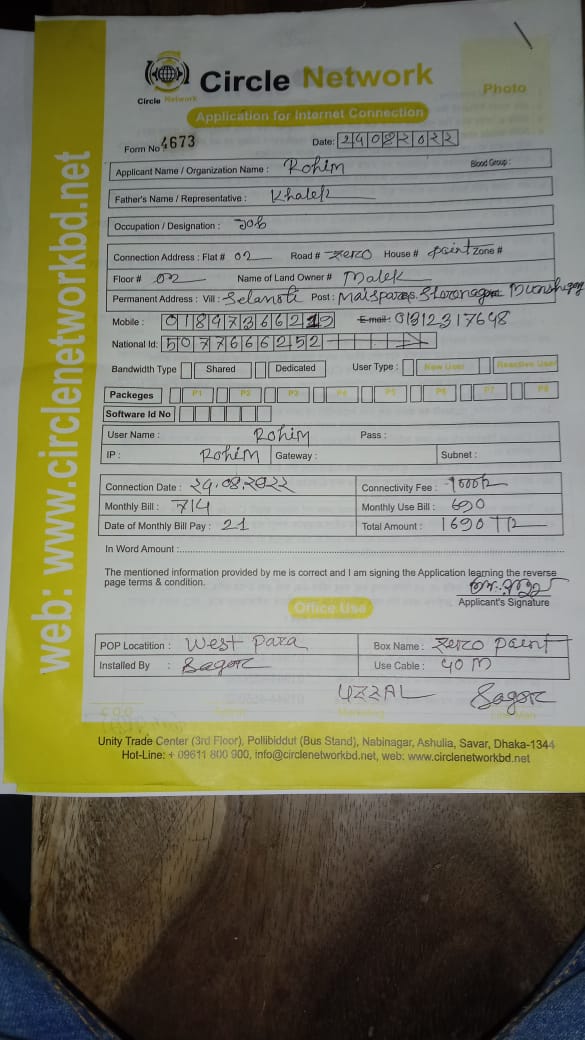 Circle Network
Circle Network
Photo
Application for Internet Connection
Form No 4673
Date: 24082022
Applicant Name / Organization Name : Rohim
Blood Group :
Father's Name / Representative : Khalek
Occupation / Designation : Job
Connection Address : Flat # 02 Road # zero House # paint Zone #
Floor # 02 Name of Land Owner # Malek
Permanent Address : Vill : Post :
Mobile : E-mail : 01312317648
National Id: 5077666252
Bandwidth Type Shared Dedicated User Type : New User Reactive User
Packeges P1 P2 P3 P4 P5 P6 P7 P8
Software Id No
User Name : Rohim Pass :
IP : Rohim Gateway : Subnet :
Connection Date : 24.08.2022 Connectivity Fee : 1000
Monthly Bill : 714 Monthly Use Bill : 690
Date of Monthly Bill Pay : 21 Total Amount : 1690 TR
In Word Amount :
The mentioned information provided by me is correct and I am signing the Application learning the reverse
page terms & condition.
Applicant's Signature
Office Use
POP Locatition : West Para Box Name : zero paint
Installed By : Sagor Use Cable : 40 M
UZZAL Sagor
Unity Trade Center (3rd Floor), Pollibiddut (Bus Stand), Nabinagar, Ashulia, Savar, Dhaka-1344
Hot-Line: + 09611 800 900, info@circlenetworkbd.net, web: www.circlenetworkbd.net
web: www.circlenetworkbd.net